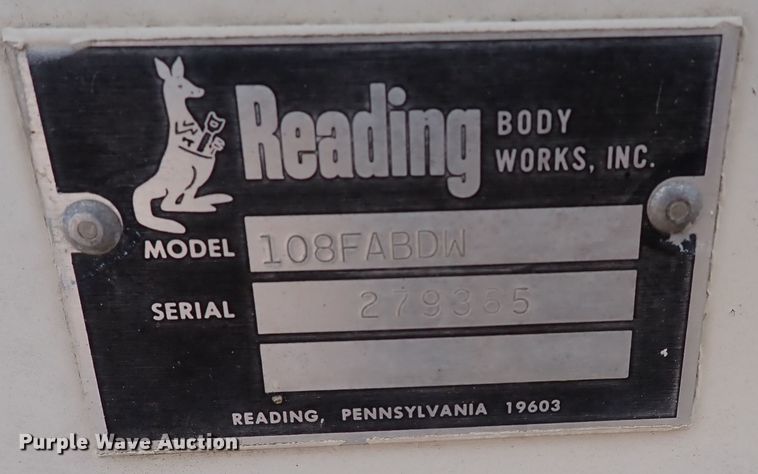 Reading BODY
WORKS, INC.
MODEL 108FABDW
SERIAL 279365
READING, PENNSYLVANIA 19603
Purple Wave Auction